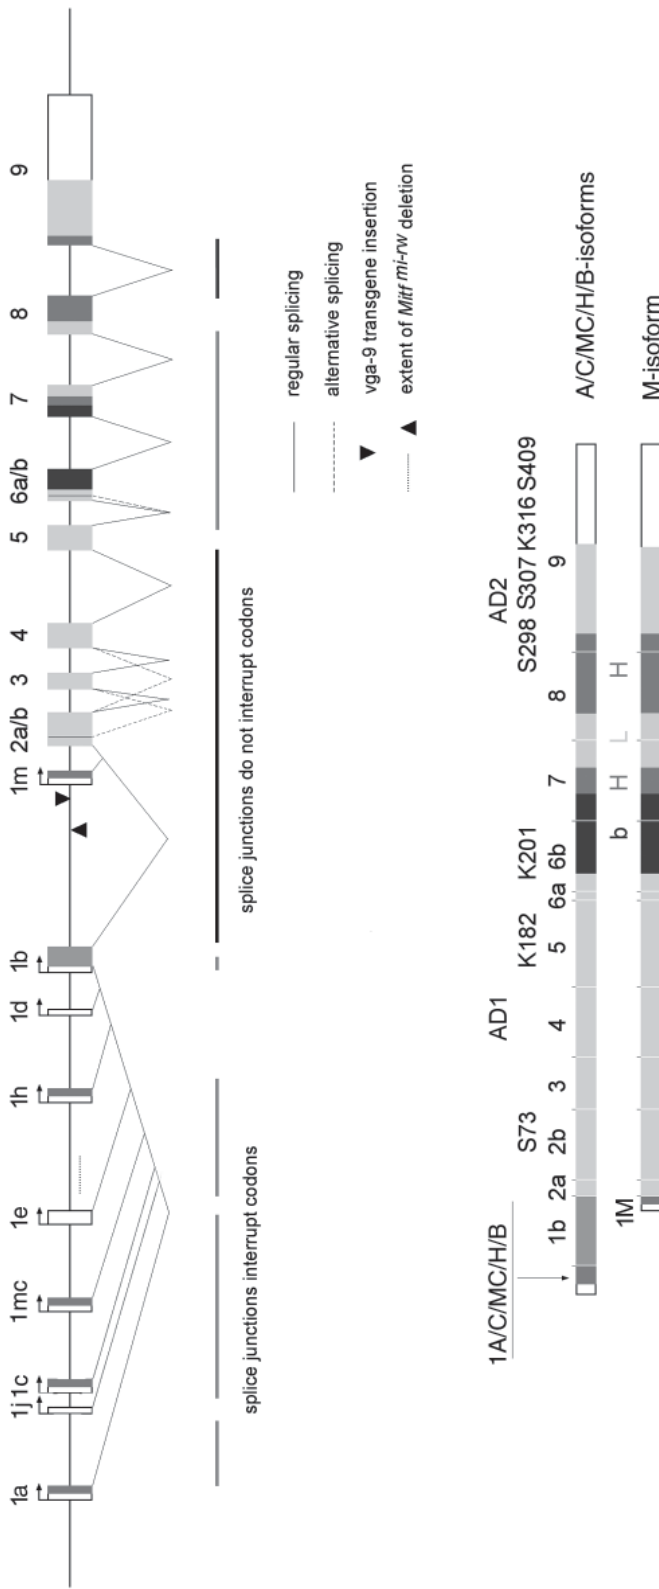 1a 1j 1c 1mc 1e 1h 1d 1b 1m 2a/b 3 4 5 6a/b 7 8 9
splice junctions interrupt codons
splice junctions do not interrupt codons
regular splicing
alternative splicing
vga-9 transgene insertion
extent of Mitf mi-rw deletion
1A/C/MC/H/B
S73 AD1 K182 K201 AD2
S298 S307 K316 S409
1b 2a 2b 3 4 5 6a 6b 7 8 9
A/C/MC/H/B-isoforms
1M b H L H
M-isoform